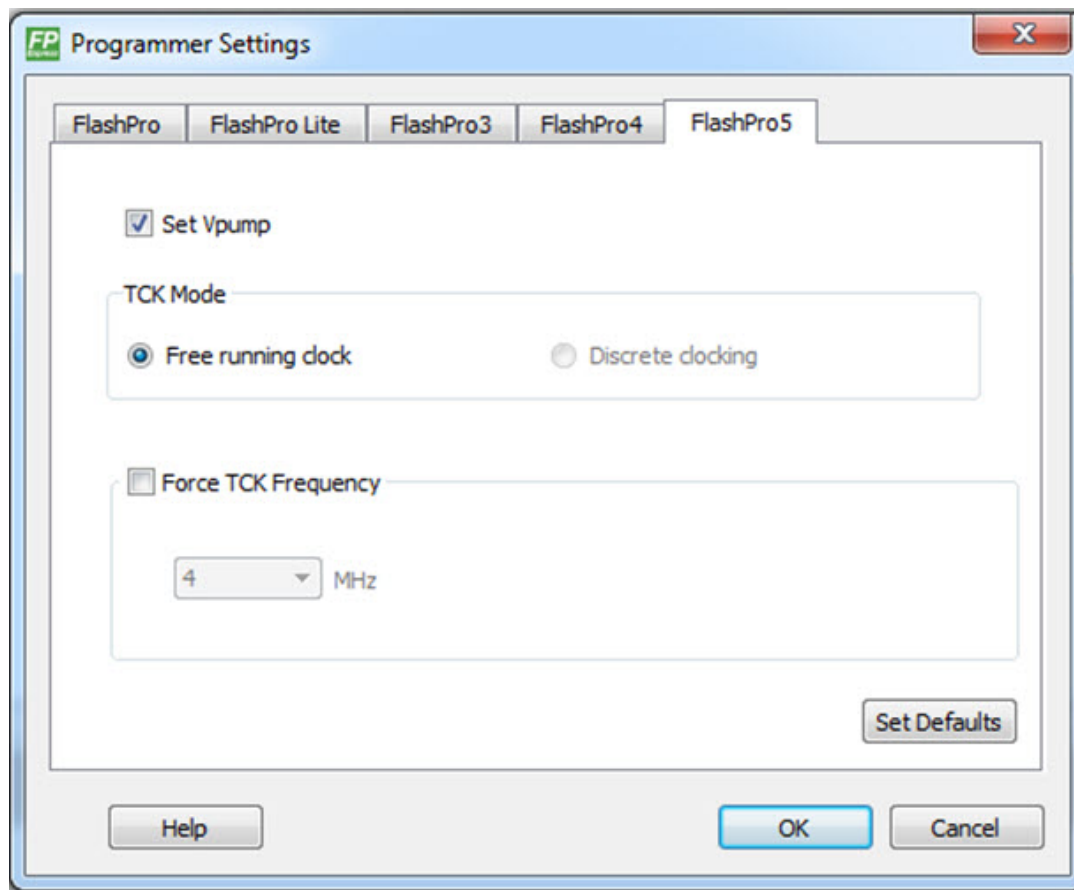 FP Programmer Settings
Express
FlashPro FlashPro Lite FlashPro3 FlashPro4 FlashPro5
Set Vpump
TCK Mode
Free running clock Discrete clocking
Force TCK Frequency
4 MHz
Set Defaults
Help OK Cancel